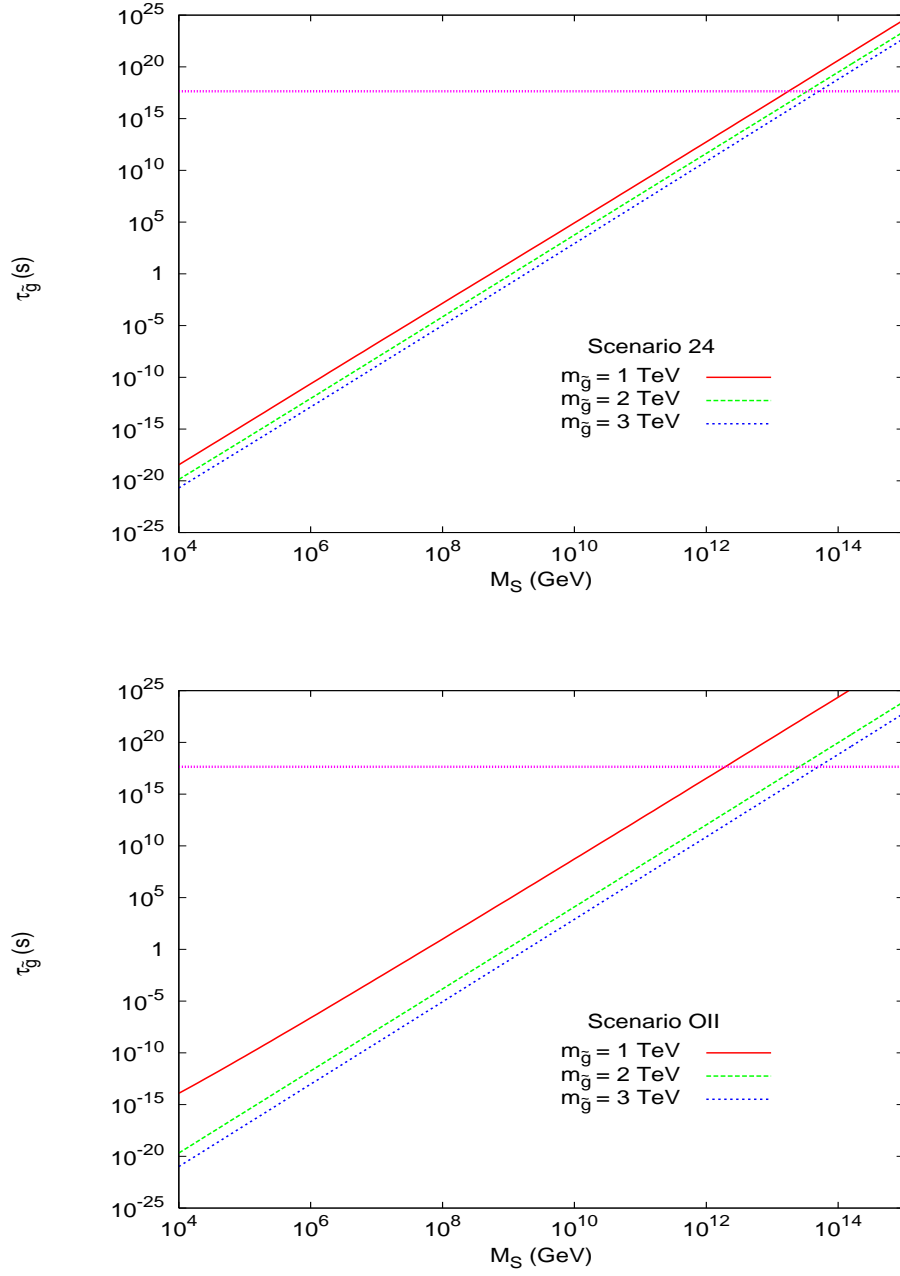 10^25
10^20
10^15
10^10
10^5
1
10^-5
10^-10
10^-15
10^-20
10^-25
τ_g̃ (s)
Scenario 24
m_g̃ = 1 TeV
m_g̃ = 2 TeV
m_g̃ = 3 TeV
10^4 10^6 10^8 10^10 10^12 10^14
M_S (GeV)
10^25
10^20
10^15
10^10
10^5
1
10^-5
10^-10
10^-15
10^-20
10^-25
τ_g̃ (s)
Scenario OII
m_g̃ = 1 TeV
m_g̃ = 2 TeV
m_g̃ = 3 TeV
10^4 10^6 10^8 10^10 10^12 10^14
M_S (GeV)